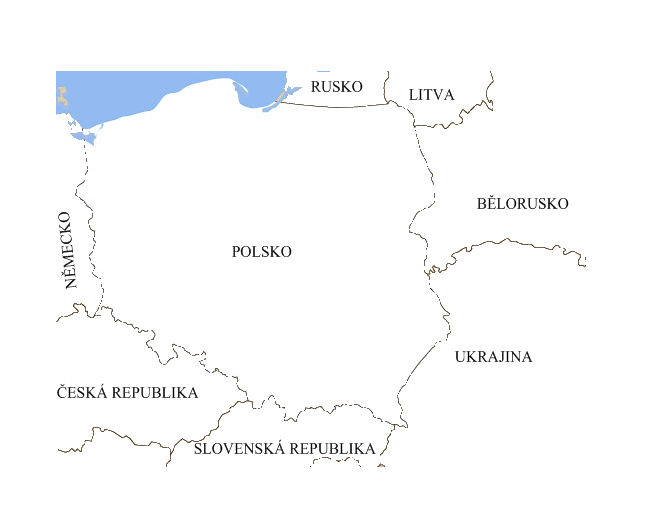 RUSKO
LITVA
BĚLORUSKO
NĚMECKO
POLSKO
UKRAJINA
ČESKÁ REPUBLIKA
SLOVENSKÁ REPUBLIKA